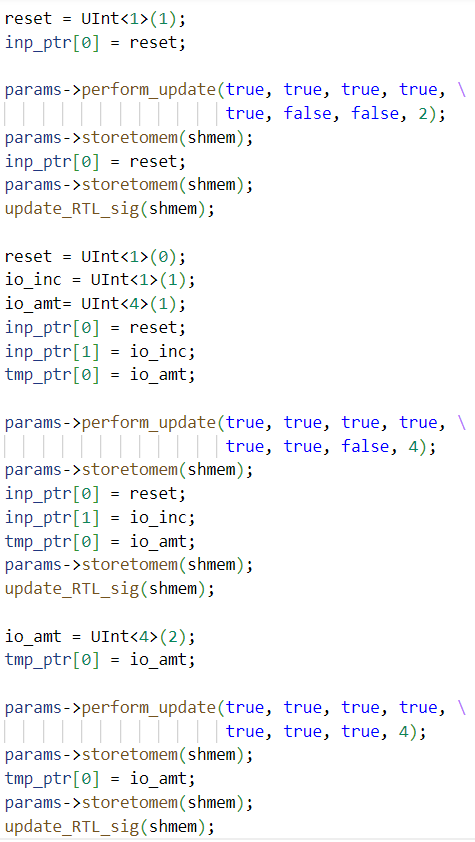 reset = UInt<1>(1);
inp_ptr[0] = reset;

params->perform_update(true, true, true, true, \
                       true, false, false, 2);
params->storetomem(shmem);
inp_ptr[0] = reset;
params->storetomem(shmem);
update_RTL_sig(shmem);

reset = UInt<1>(0);
io_inc = UInt<1>(1);
io_amt= UInt<4>(1);
inp_ptr[0] = reset;
inp_ptr[1] = io_inc;
tmp_ptr[0] = io_amt;

params->perform_update(true, true, true, true, \
                       true, true, false, 4);
params->storetomem(shmem);
inp_ptr[0] = reset;
inp_ptr[1] = io_inc;
tmp_ptr[0] = io_amt;
params->storetomem(shmem);
update_RTL_sig(shmem);

io_amt = UInt<4>(2);
tmp_ptr[0] = io_amt;

params->perform_update(true, true, true, true, \
                       true, true, true, 4);
params->storetomem(shmem);
tmp_ptr[0] = io_amt;
params->storetomem(shmem);
update_RTL_sig(shmem);